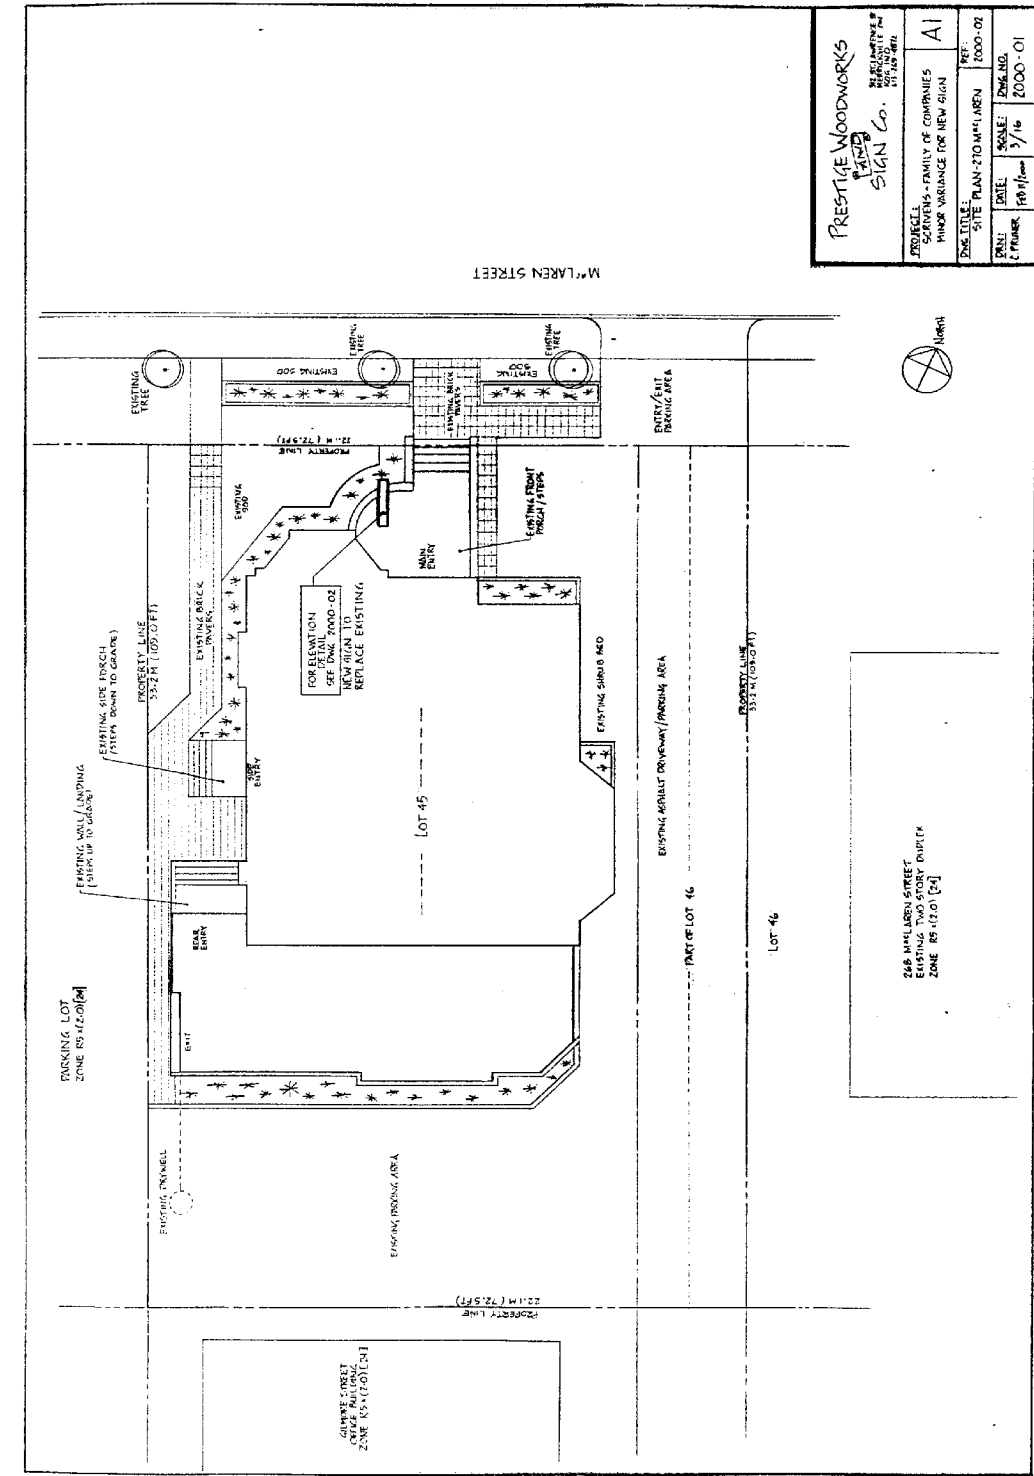 PRESTIGE WOODWORKS
AND
SIGN CO.
PROJECT:
SCRIVENS - FAMILY OF COMPANIES
MINOR VARIANCE FOR NEW SIGN
A1
DWG TITLE:
SITE PLAN - 270 MᴬᶜLAREN
REF:
2000-02
DRN:
C. PRUNER
DATE:
FEB 11/2000
SCALE:
3/16
DWG NO.
2000-01
MᴬᶜLAREN STREET
NORTH
EXISTING
TREE
EXISTING SOD
EXISTING
TREE
EXISTING BRICK
PAVERS
EXISTING
SOD
EXISTING
TREE
ENTRY/EXIT
PARKING AREA
PROPERTY LINE
22.1 M (72.5 FT)
EXISTING
SOD
EXISTING FRONT
PORCH / STEPS
MAIN
ENTRY
FOR ELEVATION
DETAIL
SEE DWG 2000-02
NEW SIGN TO
REPLACE EXISTING
PROPERTY LINE
33.2 M (109.0 FT)
EXISTING BRICK
PAVERS
EXISTING SIDE PORCH
(STEPS DOWN TO GRADE)
EXISTING WALL / LANDING
(STEPS UP TO GRADE)
SIDE
ENTRY
LOT 45
EXISTING SHRUB BED
EXISTING ASPHALT DRIVEWAY/PARKING AREA
PROPERTY LINE
33.2 M (109.0 FT)
REAR
ENTRY
EXIT
PART OF LOT 46
LOT 46
268 MᴬᶜLAREN STREET
EXISTING TWO STORY DUPLEX
ZONE R5 x (2.0) [24]
PARKING LOT
ZONE R5 x (2.0) [24]
EXISTING DRYWELL
EXISTING PARKING AREA
22.1 M (72.5 FT)
PROPERTY LINE
GILMORE STREET
OFFICE BUILDING
ZONE R5 x (2.0) [24]